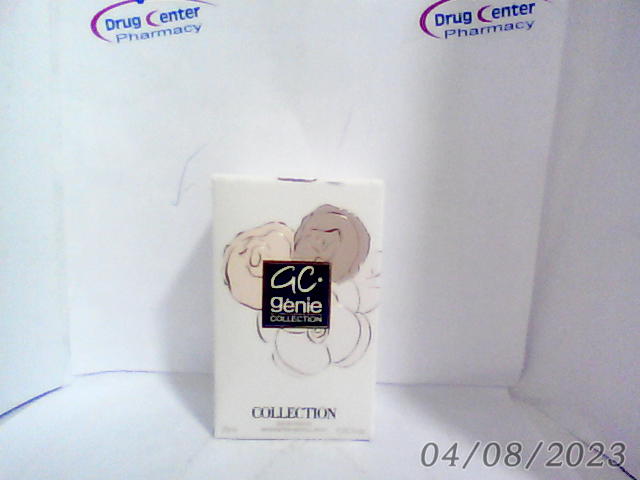 Drug Center
Pharmacy
Drug Center
Pharmacy
GC.
génie
COLLECTION
COLLECTION
04/08/2023